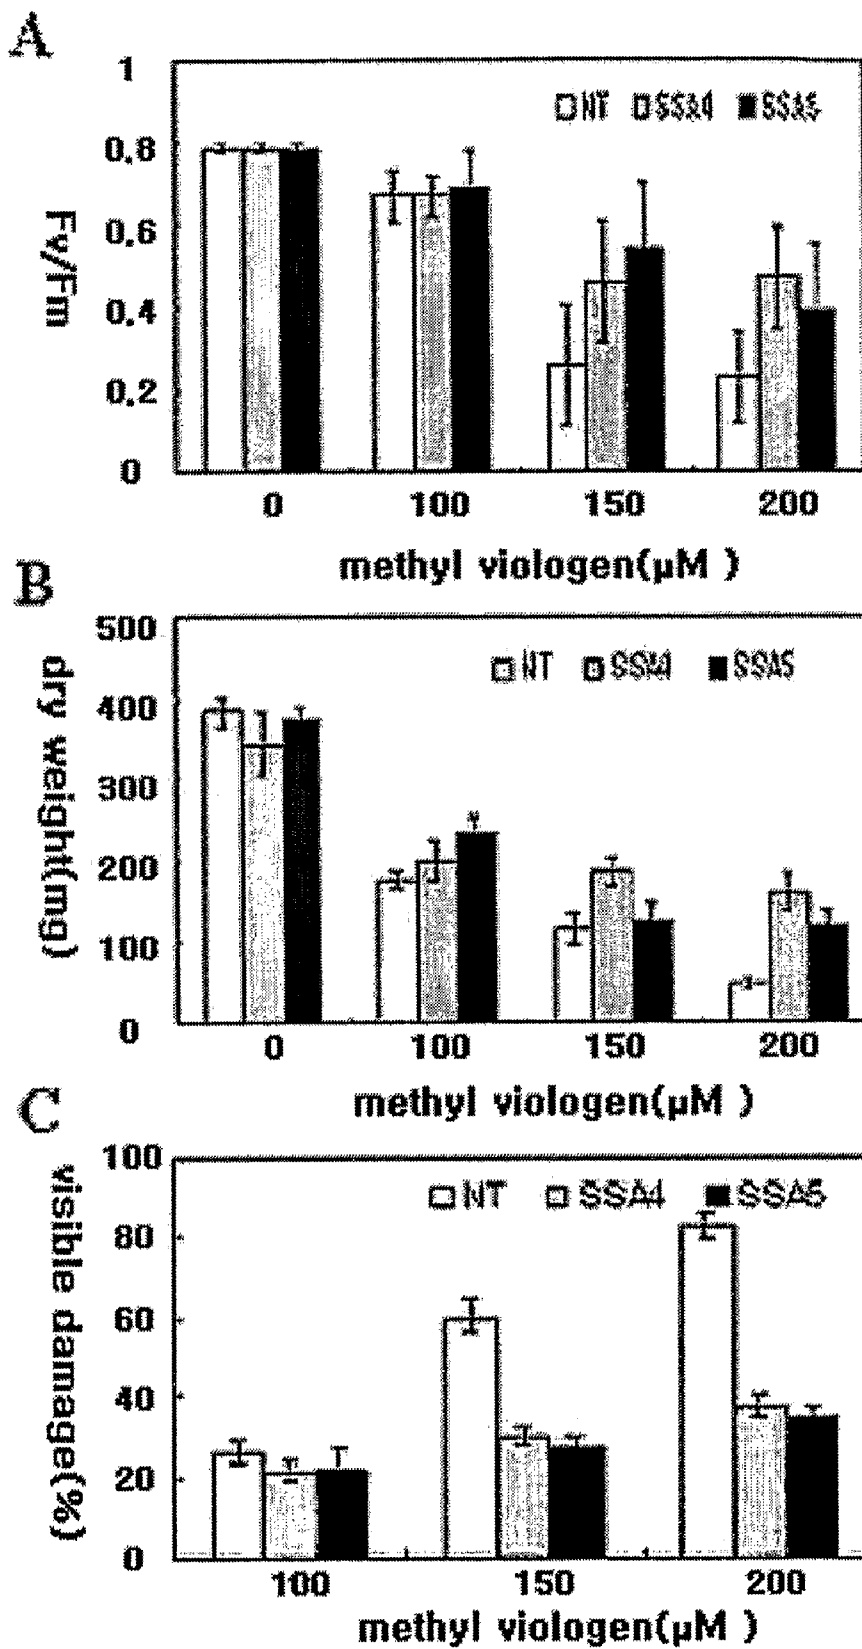 A
1
NT SSA4 SSA5
0.8
0.6
0.4
0.2
0
Fv/Fm
0 100 150 200
methyl viologen(μM )
B
500
NT SSA4 SSA5
400
300
200
100
0
dry weight(mg)
0 100 150 200
methyl viologen(μM )
C
100
NT SSA4 SSA5
80
60
40
20
0
visible damage(%)
100 150 200
methyl viologen(μM )